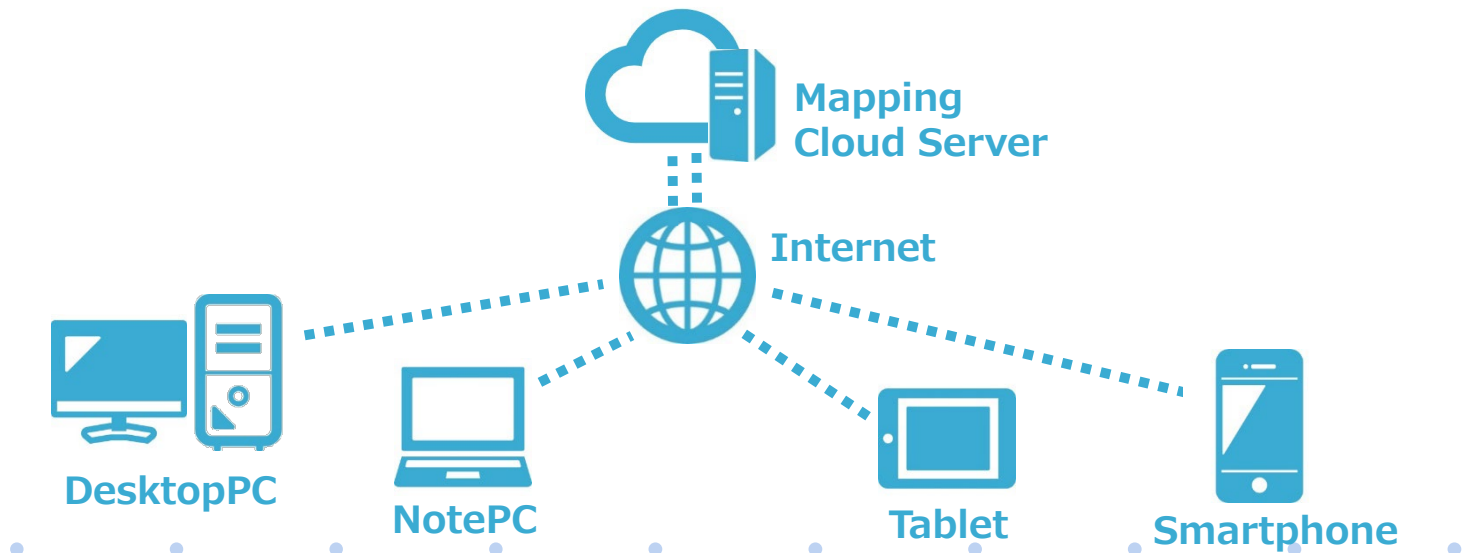 Mapping
Cloud Server
Internet
DesktopPC
NotePC
Tablet
Smartphone